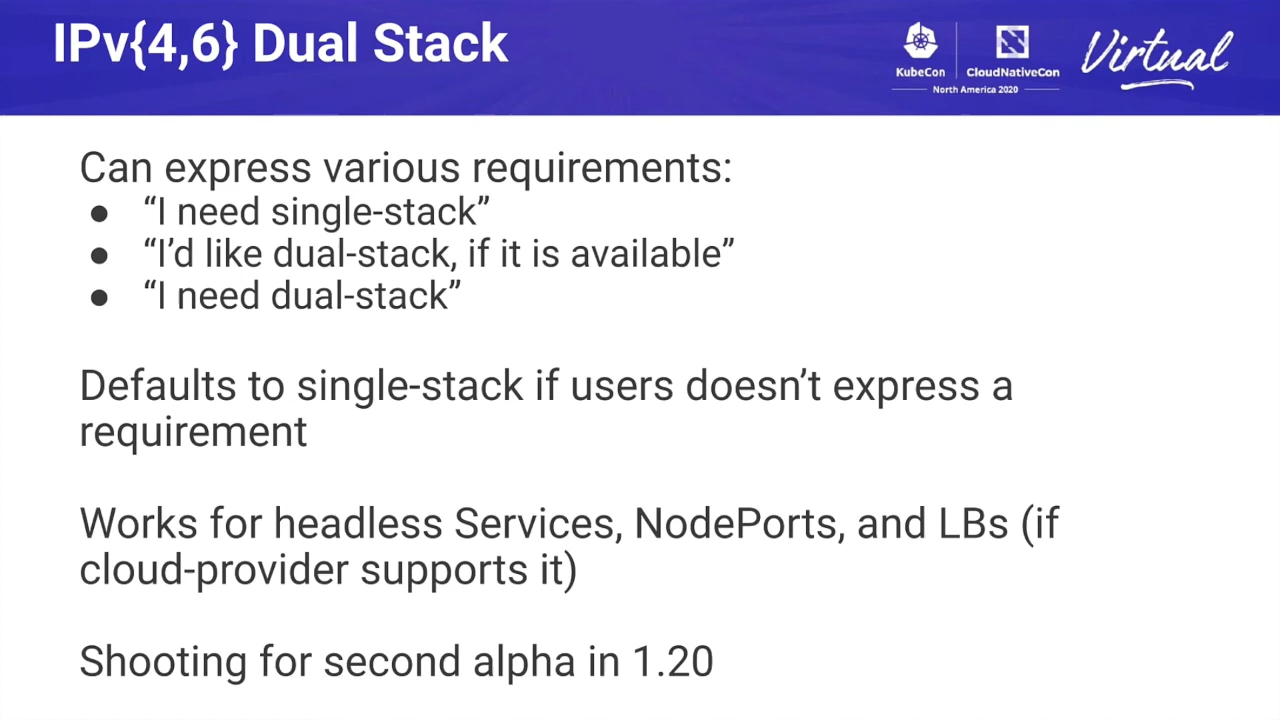 IPv{4,6} Dual Stack
KubeCon
CloudNativeCon
North America 2020
Virtual
Can express various requirements:
● “I need single-stack”
● “I’d like dual-stack, if it is available”
● “I need dual-stack”
Defaults to single-stack if users doesn’t express a
requirement
Works for headless Services, NodePorts, and LBs (if
cloud-provider supports it)
Shooting for second alpha in 1.20